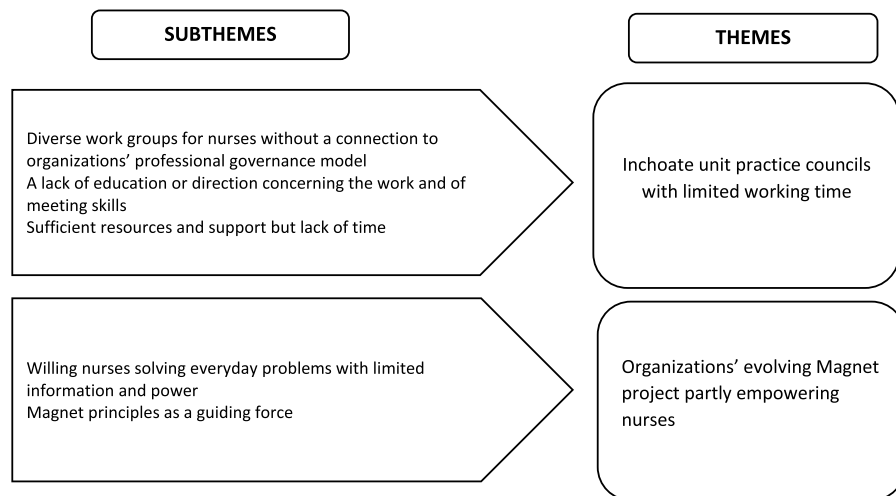 SUBTHEMES
THEMES
Diverse work groups for nurses without a connection to
organizations’ professional governance model
A lack of education or direction concerning the work and of
meeting skills
Sufficient resources and support but lack of time
Inchoate unit practice councils
with limited working time
Willing nurses solving everyday problems with limited
information and power
Magnet principles as a guiding force
Organizations’ evolving Magnet
project partly empowering
nurses